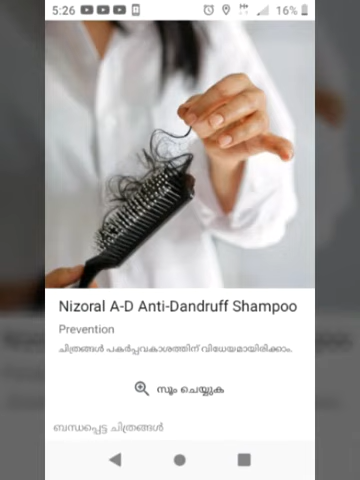 5:26
16%
Nizoral A-D Anti-Dandruff Shampoo
Prevention
ചിത്രങ്ങൾ പകർപ്പവകാശത്തിന് വിധേയമായിരിക്കാം.
സൂം ചെയ്യുക
ബന്ധപ്പെട്ട ചിത്രങ്ങൾ